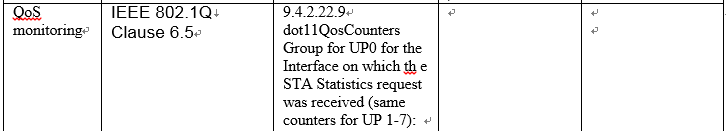 QoS
monitoring
IEEE 802.1Q
Clause 6.5
9.4.2.22.9
dot11QosCounters
Group for UP0 for the
Interface on which th e
STA Statistics request
was received (same
counters for UP 1-7):